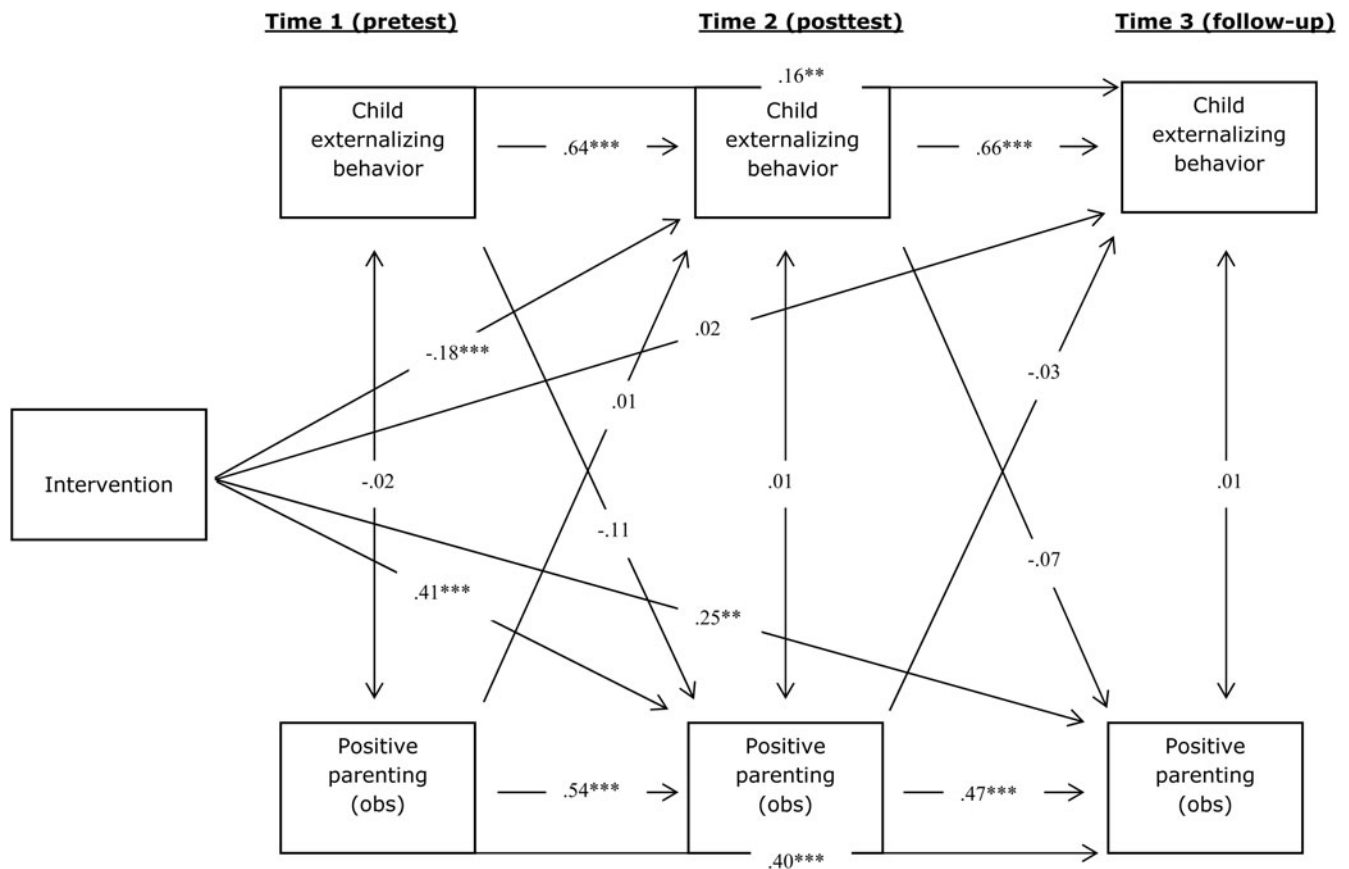 Time 1 (pretest)
Time 2 (posttest)
Time 3 (follow-up)
.16**
Child
externalizing
behavior
.64***
Child
externalizing
behavior
.66***
Child
externalizing
behavior
-.18***
.02
.01
-.03
Intervention
-.02
.01
.01
-.11
-.07
.41***
.25**
Positive
parenting
(obs)
.54***
Positive
parenting
(obs)
.47***
Positive
parenting
(obs)
.40***